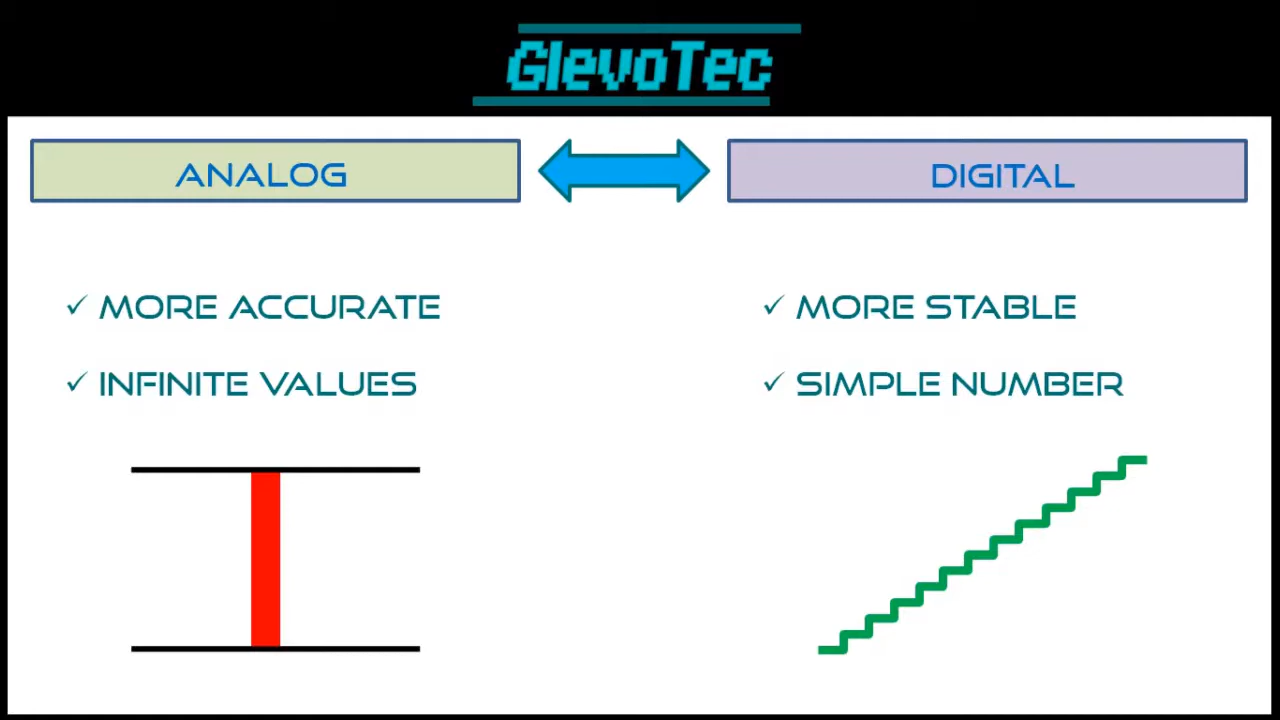 GlevoTec
ANALOG
DIGITAL
MORE ACCURATE
INFINITE VALUES
MORE STABLE
SIMPLE NUMBER